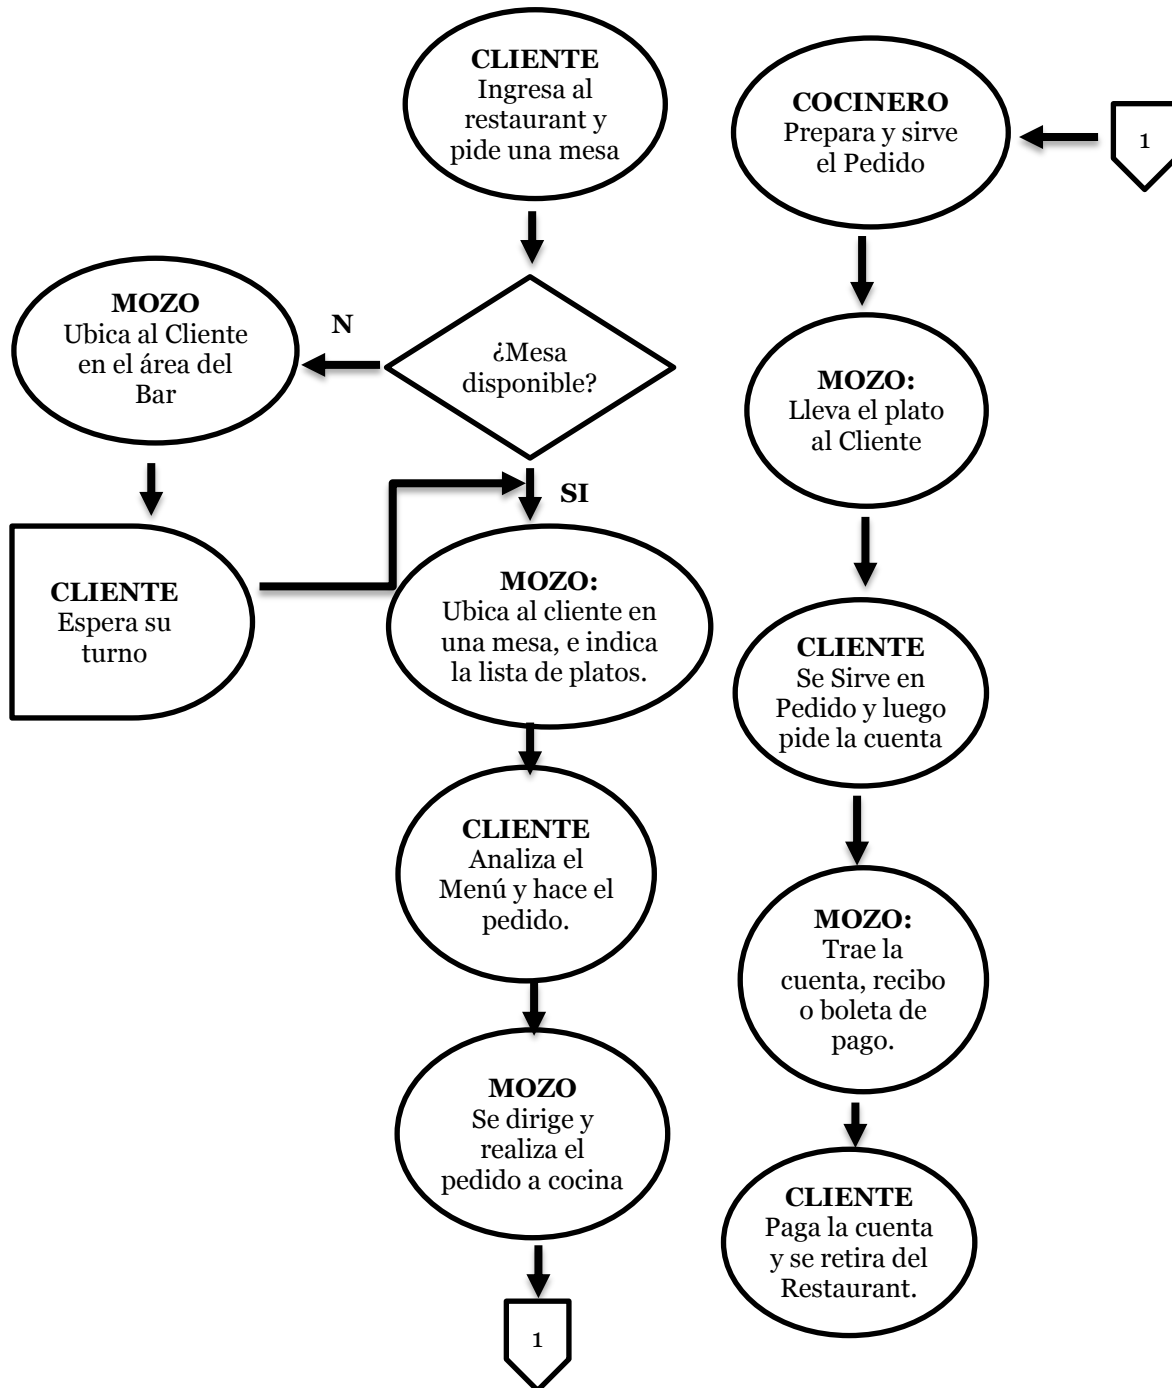 CLIENTE
Ingresa al
restaurant y
pide una mesa
¿Mesa
disponible?
N
MOZO
Ubica al Cliente
en el área del
Bar
CLIENTE
Espera su
turno
SI
MOZO:
Ubica al cliente en
una mesa, e indica
la lista de platos.
CLIENTE
Analiza el
Menú y hace el
pedido.
MOZO
Se dirige y
realiza el
pedido a cocina
1
1
COCINERO
Prepara y sirve
el Pedido
MOZO:
Lleva el plato
al Cliente
CLIENTE
Se Sirve en
Pedido y luego
pide la cuenta
MOZO:
Trae la
cuenta, recibo
o boleta de
pago.
CLIENTE
Paga la cuenta
y se retira del
Restaurant.